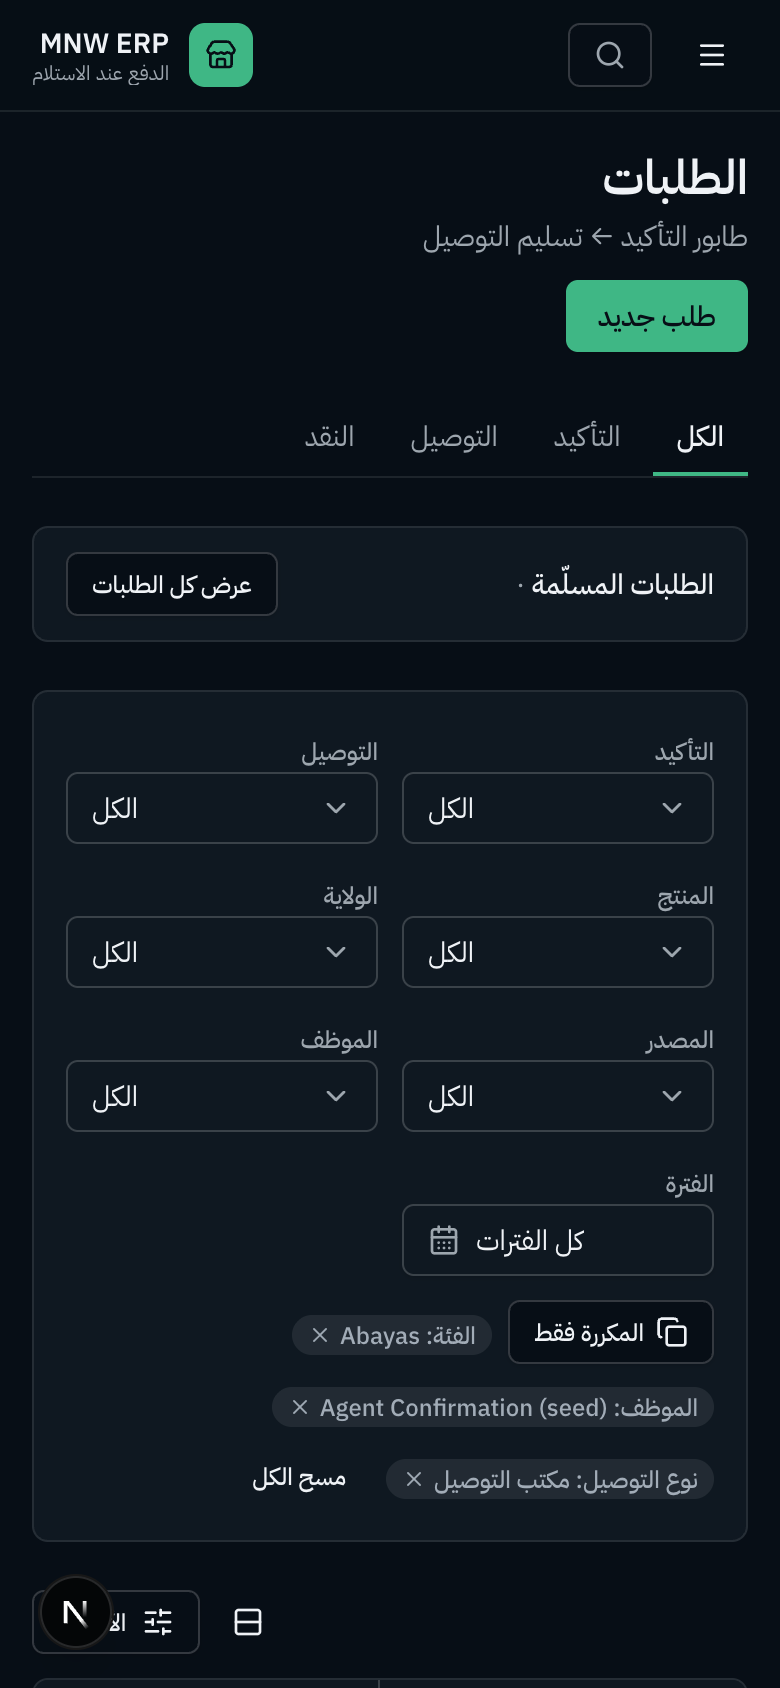 MNW ERP
الدفع عند الاستلام
الطلبات
طابور التأكيد ← تسليم التوصيل
طلب جديد
الكل
التأكيد
التوصيل
النقد
الطلبات المسلّمة ·
عرض كل الطلبات
التأكيد
التوصيل
الكل
الكل
المنتج
الولاية
الكل
الكل
المصدر
الموظف
الكل
الكل
الفترة
كل الفترات
المكررة فقط
الفئة: Abayas
الموظف: Agent Confirmation (seed)
نوع التوصيل: مكتب التوصيل
مسح الكل
N